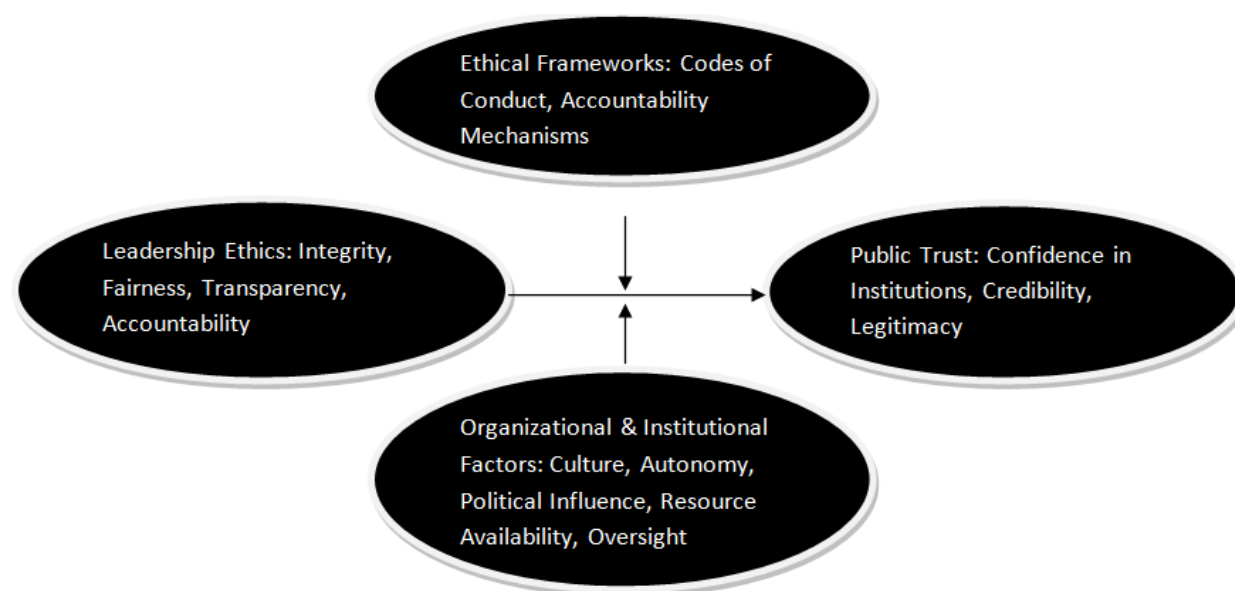 Ethical Frameworks: Codes of
Conduct, Accountability
Mechanisms
Leadership Ethics: Integrity,
Fairness, Transparency,
Accountability
Public Trust: Confidence in
Institutions, Credibility,
Legitimacy
Organizational & Institutional
Factors: Culture, Autonomy,
Political Influence, Resource
Availability, Oversight